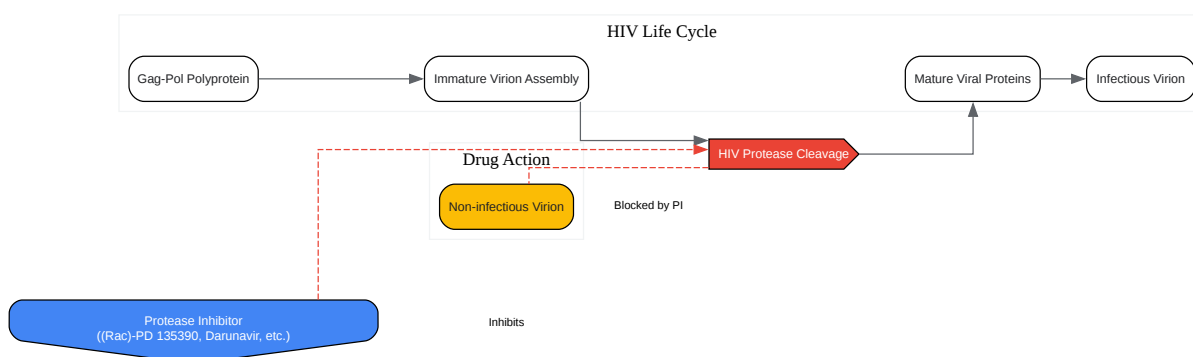 HIV Life Cycle
Gag-Pol Polyprotein
Immature Virion Assembly
Mature Viral Proteins
Infectious Virion
HIV Protease Cleavage
Drug Action
Non-infectious Virion
Blocked by PI
Protease Inhibitor
((Rac)-PD 135390, Darunavir, etc.)
Inhibits